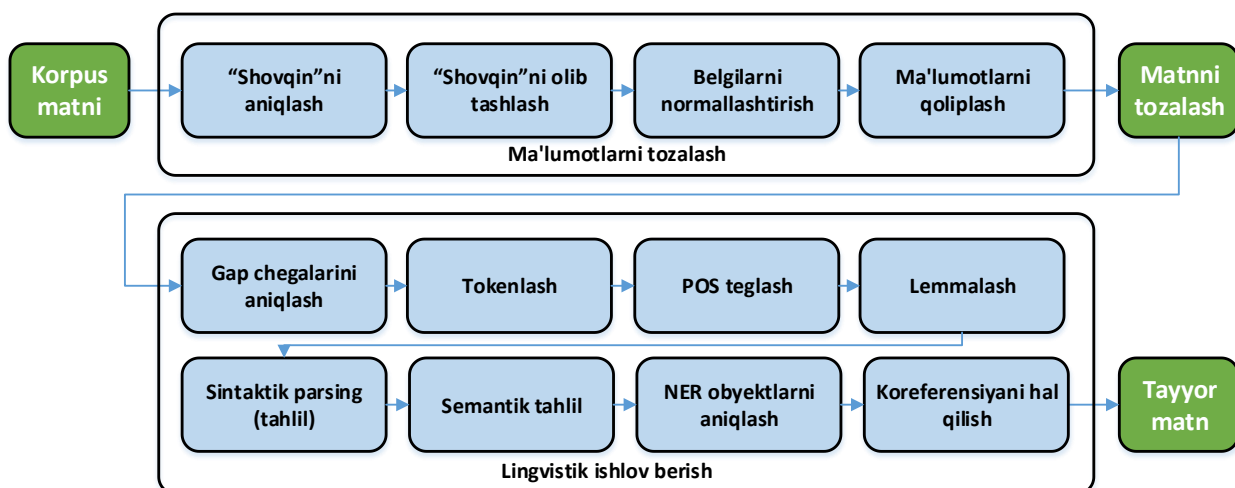 Korpus
matni
“Shovqin”ni
aniqlash
“Shovqin”ni olib
tashlash
Belgilarni
normallashtirish
Ma'lumotlarni
qoliplash
Matnni
tozalash
Ma'lumotlarni tozalash
Gap chegalarini
aniqlash
Tokenlash
POS teglash
Lemmalash
Sintaktik parsing
(tahlil)
Semantik tahlil
NER obyektlarni
aniqlash
Koreferensiyani hal
qilish
Tayyor
matn
Lingvistik ishlov berish